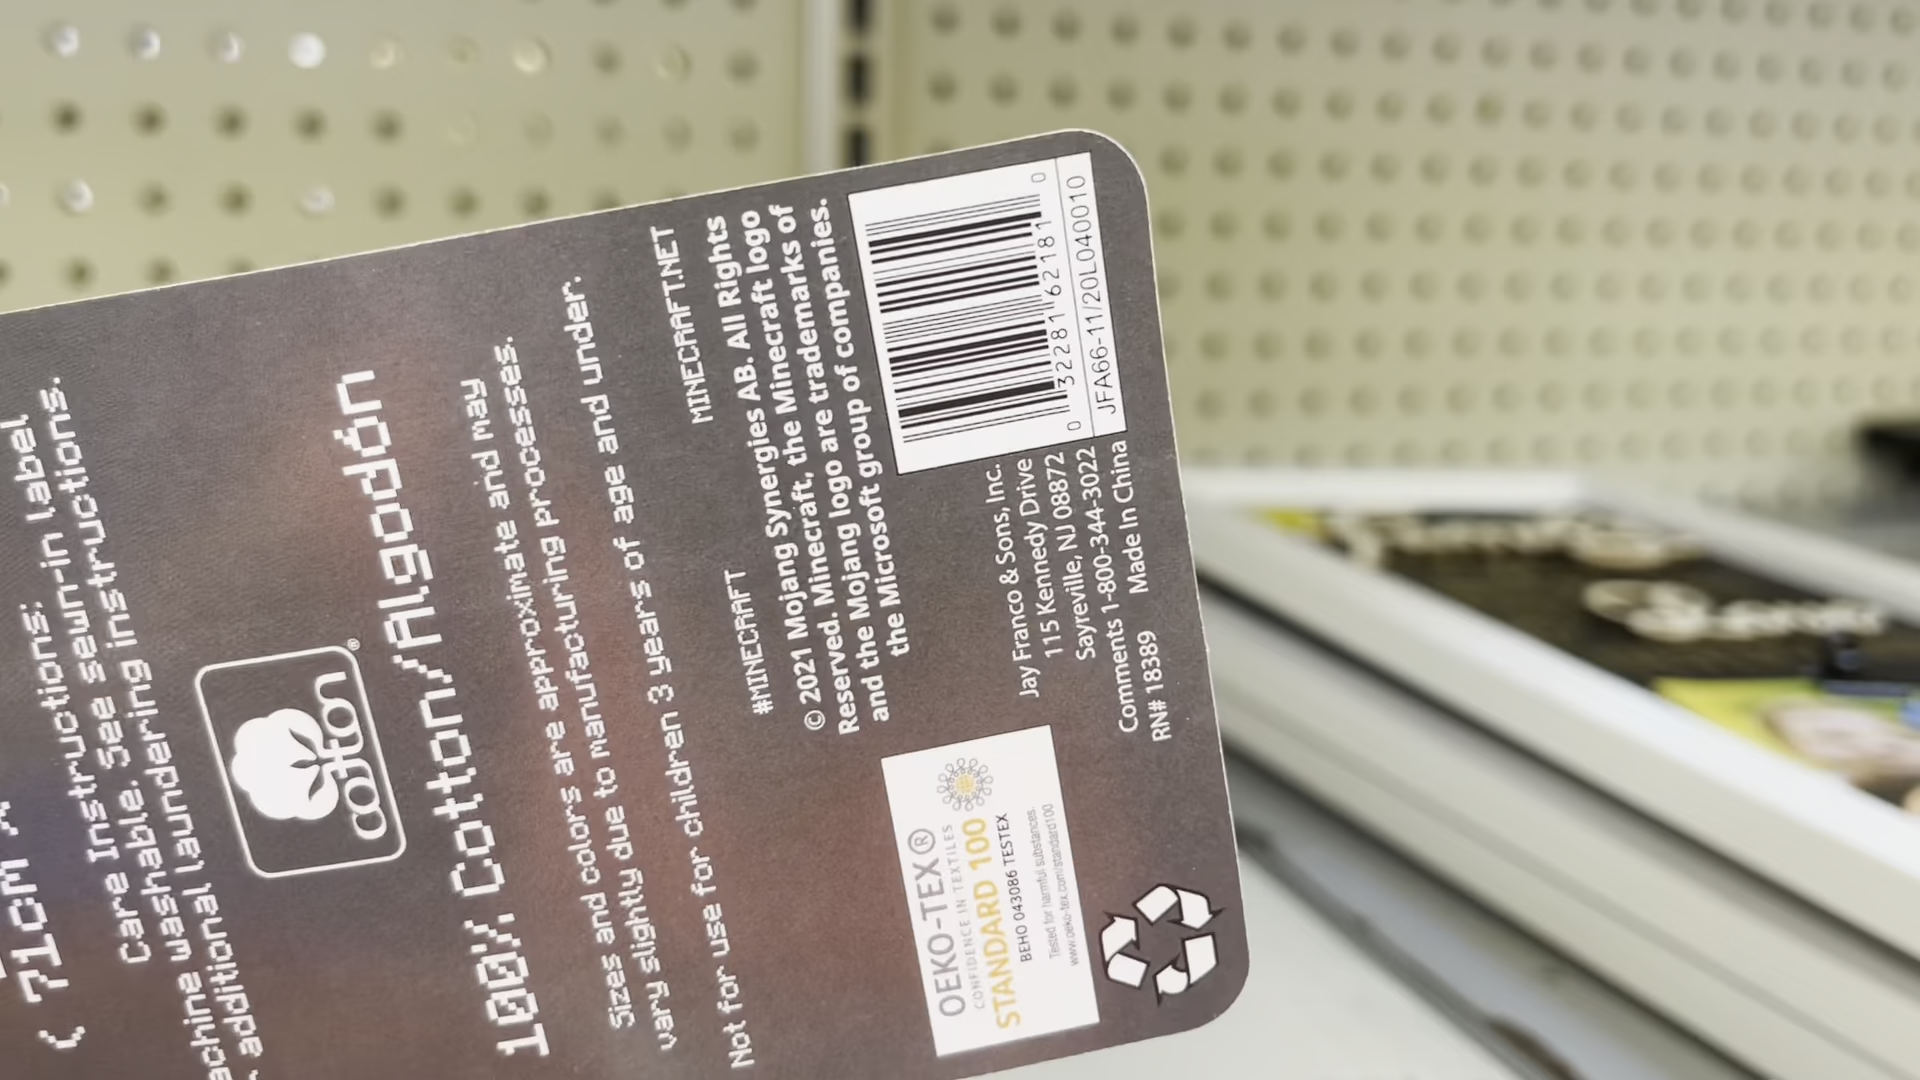 71cm
Care Instructions:
washable. See sewn-in label
additional laundering instructions.
cotton®
100% Cotton/Algodón
Sizes and colors are approximate and may
vary slightly due to manufacturing processes.
Not for use for children 3 years of age and under.
#MINECRAFT MINECRAFT.NET
© 2021 Mojang Synergies AB. All Rights
Reserved. Minecraft, the Minecraft logo
and the Mojang logo are trademarks of
the Microsoft group of companies.
OEKO-TEX®
CONFIDENCE IN TEXTILES
STANDARD 100
BEHO 043086 TESTEX
Tested for harmful substances.
www.oeko-tex.com/standard100
Jay Franco & Sons, Inc.
115 Kennedy Drive
Sayreville, NJ 08872
Comments 1-800-344-3022
RN# 18389 Made In China
0 32281 62181 0
JFA66-11/20L040010